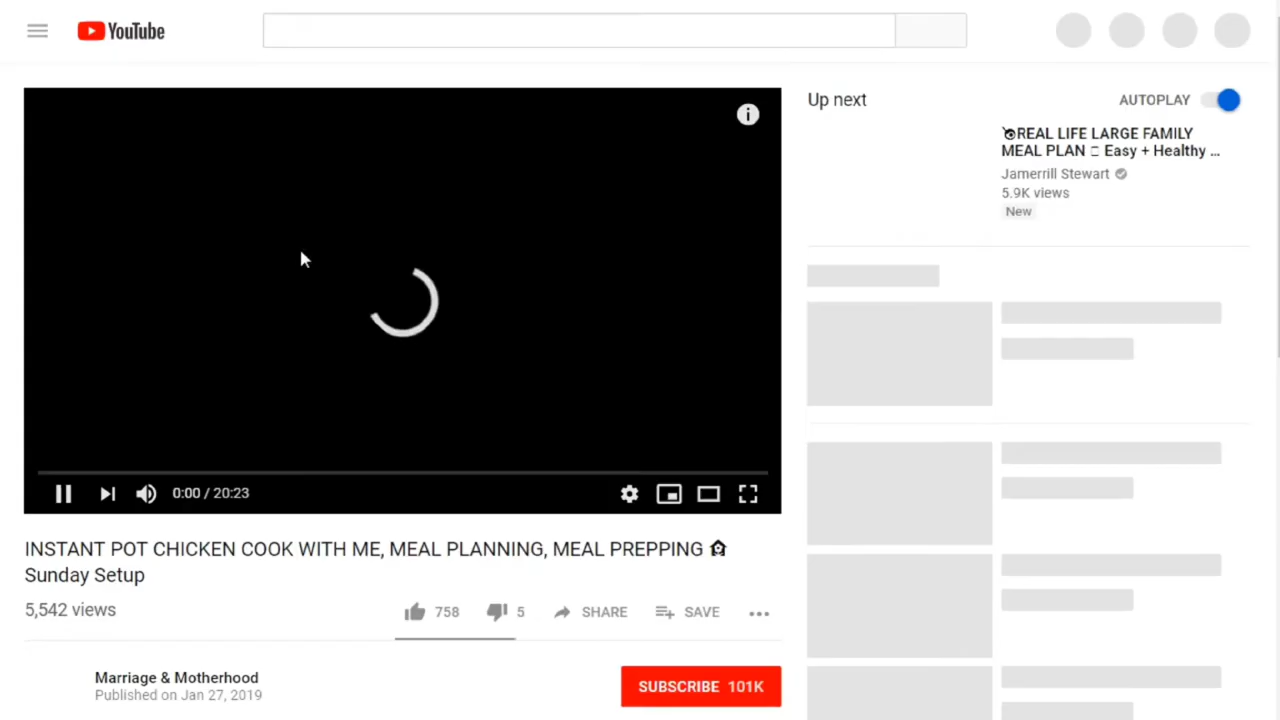 YouTube
Up next
AUTOPLAY
REAL LIFE LARGE FAMILY
MEAL PLAN □ Easy + Healthy ...
Jamerrill Stewart
5.9K views
New
0:00 / 20:23
INSTANT POT CHICKEN COOK WITH ME, MEAL PLANNING, MEAL PREPPING
Sunday Setup
5,542 views
758
5
SHARE
SAVE
Marriage & Motherhood
Published on Jan 27, 2019
SUBSCRIBE 101K